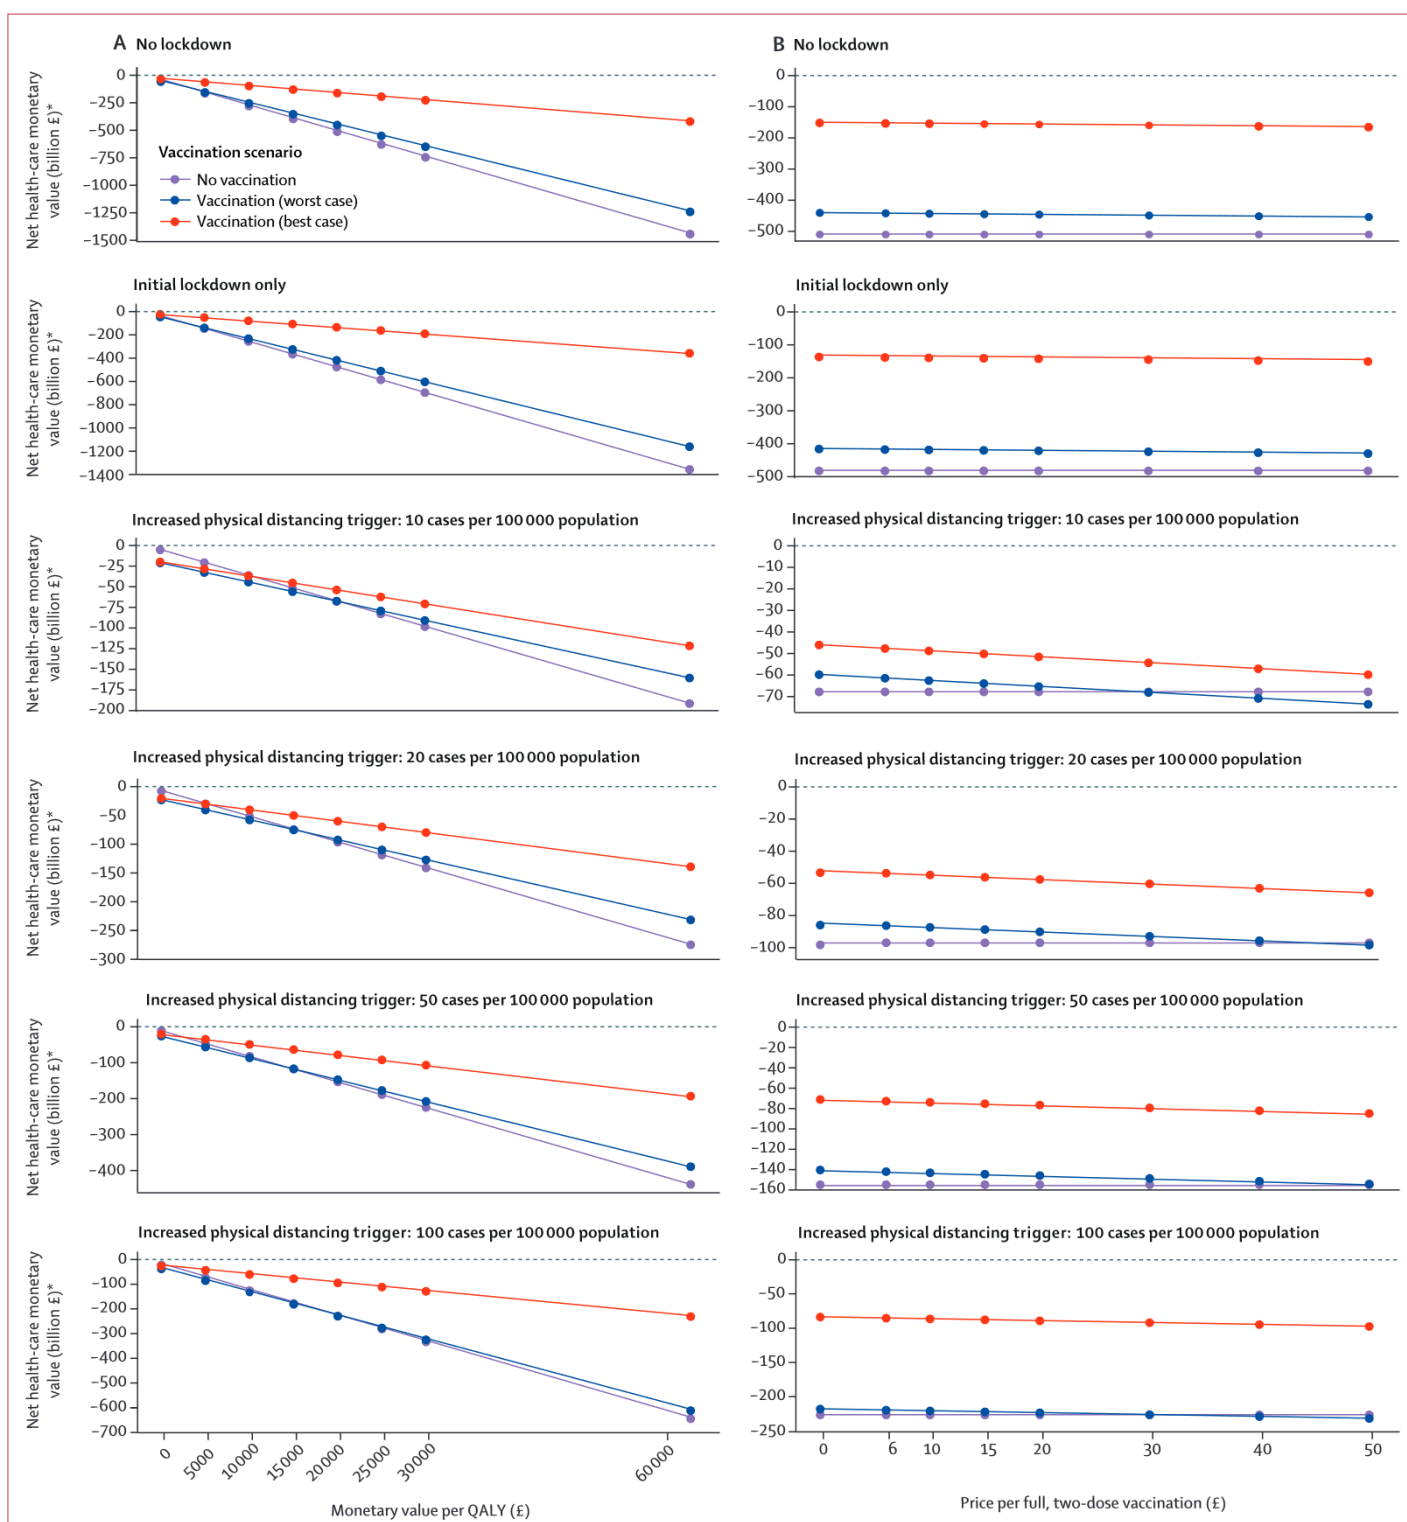 A No lockdown
Net health-care monetary
value (billion £)*
0
−250
−500
−750
−1000
−1250
−1500
Vaccination scenario
No vaccination
Vaccination (worst case)
Vaccination (best case)
B No lockdown
0
−100
−200
−300
−400
−500
Initial lockdown only
Net health-care monetary
value (billion £)*
0
−200
−400
−600
−800
−1000
−1200
−1400
Initial lockdown only
0
−100
−200
−300
−400
−500
Increased physical distancing trigger: 10 cases per 100 000 population
Net health-care monetary
value (billion £)*
0
−25
−50
−75
−100
−125
−150
−175
−200
Increased physical distancing trigger: 10 cases per 100 000 population
0
−10
−20
−30
−40
−50
−60
−70
Increased physical distancing trigger: 20 cases per 100 000 population
Net health-care monetary
value (billion £)*
0
−50
−100
−150
−200
−250
−300
Increased physical distancing trigger: 20 cases per 100 000 population
0
−20
−40
−60
−80
−100
Increased physical distancing trigger: 50 cases per 100 000 population
Net health-care monetary
value (billion £)*
0
−100
−200
−300
−400
Increased physical distancing trigger: 50 cases per 100 000 population
0
−20
−40
−60
−80
−100
−120
−140
−160
Increased physical distancing trigger: 100 cases per 100 000 population
Net health-care monetary
value (billion £)*
0
−100
−200
−300
−400
−500
−600
−700
0 5000 10 000 15 000 20 000 25 000 30 000 60 000
Monetary value per QALY (£)
Increased physical distancing trigger: 100 cases per 100 000 population
0
−50
−100
−150
−200
−250
0 6 10 15 20 30 40 50
Price per full, two-dose vaccination (£)